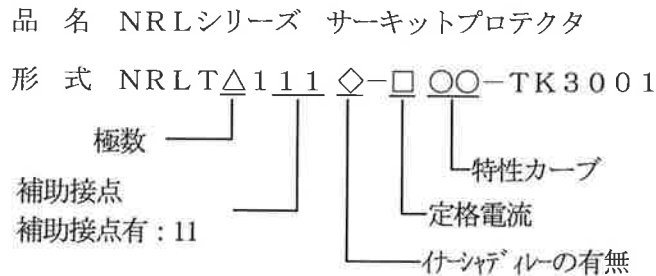 品 名 NRLシリーズ サーキットプロテクタ
形 式 NRLT△111◇-□○○-TK3001
極数
特性カーブ
補助接点
定格電流
補助接点有：11
イナーシャディレーの有無